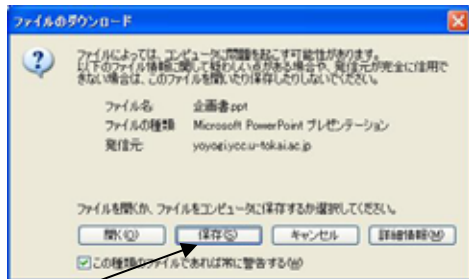 ファイルのダウンロード
ファイルによっては、コンピュータに問題を起こす可能性があります。
以下のファイル情報に関して疑わしい点がある場合や、発信元が完全に信用で
きない場合は、このファイルを開いたり保存したりしないでください。
ファイル名 企画書.ppt
ファイルの種類 Microsoft PowerPoint プレゼンテーション
発信元 yoyogi.ycc.u-tokai.ac.jp
ファイルを開くか、ファイルをコンピュータに保存するか選択してください。
開く(O) 保存(S) キャンセル 詳細情報(M)
この種類のファイルであれば常に警告する(W)